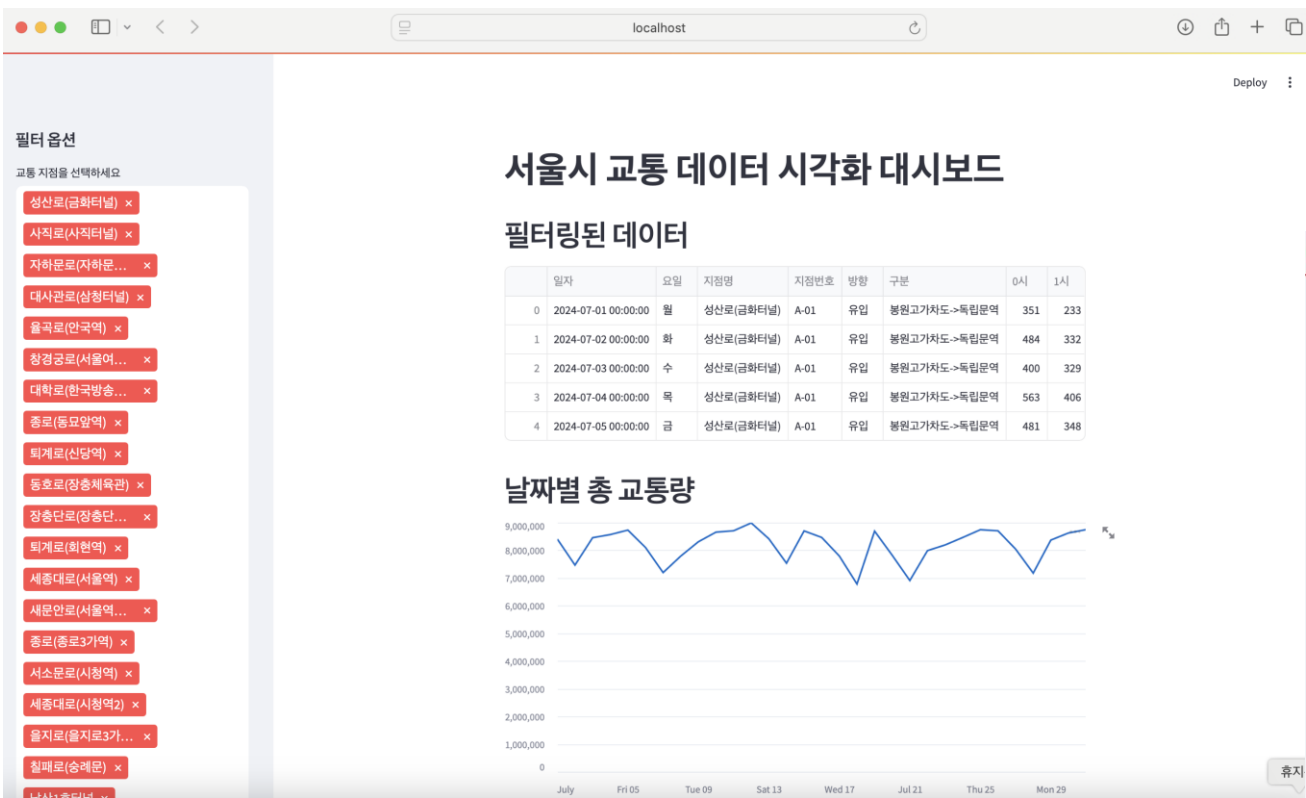 localhost
Deploy
필터 옵션
교통 지점을 선택하세요
성산로(금화터널) ×
사직로(사직터널) ×
자하문로(자하문... ×
대사관로(삼청터널) ×
율곡로(안국역) ×
창경궁로(서울여... ×
대학로(한국방송... ×
종로(동묘앞역) ×
퇴계로(신당역) ×
동호로(장충체육관) ×
장충단로(장충단... ×
퇴계로(회현역) ×
세종대로(서울역) ×
새문안로(서울역... ×
종로(종로3가역) ×
서소문로(시청역) ×
세종대로(시청역2) ×
을지로(을지로3가... ×
칠패로(숭례문) ×
남산1호터널 ×
서울시 교통 데이터 시각화 대시보드
필터링된 데이터
일자 요일 지점명 지점번호 방향 구분 0시 1시
0 2024-07-01 00:00:00 월 성산로(금화터널) A-01 유입 봉원고가차도->독립문역 351 233
1 2024-07-02 00:00:00 화 성산로(금화터널) A-01 유입 봉원고가차도->독립문역 484 332
2 2024-07-03 00:00:00 수 성산로(금화터널) A-01 유입 봉원고가차도->독립문역 400 329
3 2024-07-04 00:00:00 목 성산로(금화터널) A-01 유입 봉원고가차도->독립문역 563 406
4 2024-07-05 00:00:00 금 성산로(금화터널) A-01 유입 봉원고가차도->독립문역 481 348
날짜별 총 교통량
9,000,000
8,000,000
7,000,000
6,000,000
5,000,000
4,000,000
3,000,000
2,000,000
1,000,000
0
July Fri 05 Tue 09 Sat 13 Wed 17 Jul 21 Thu 25 Mon 29
휴지